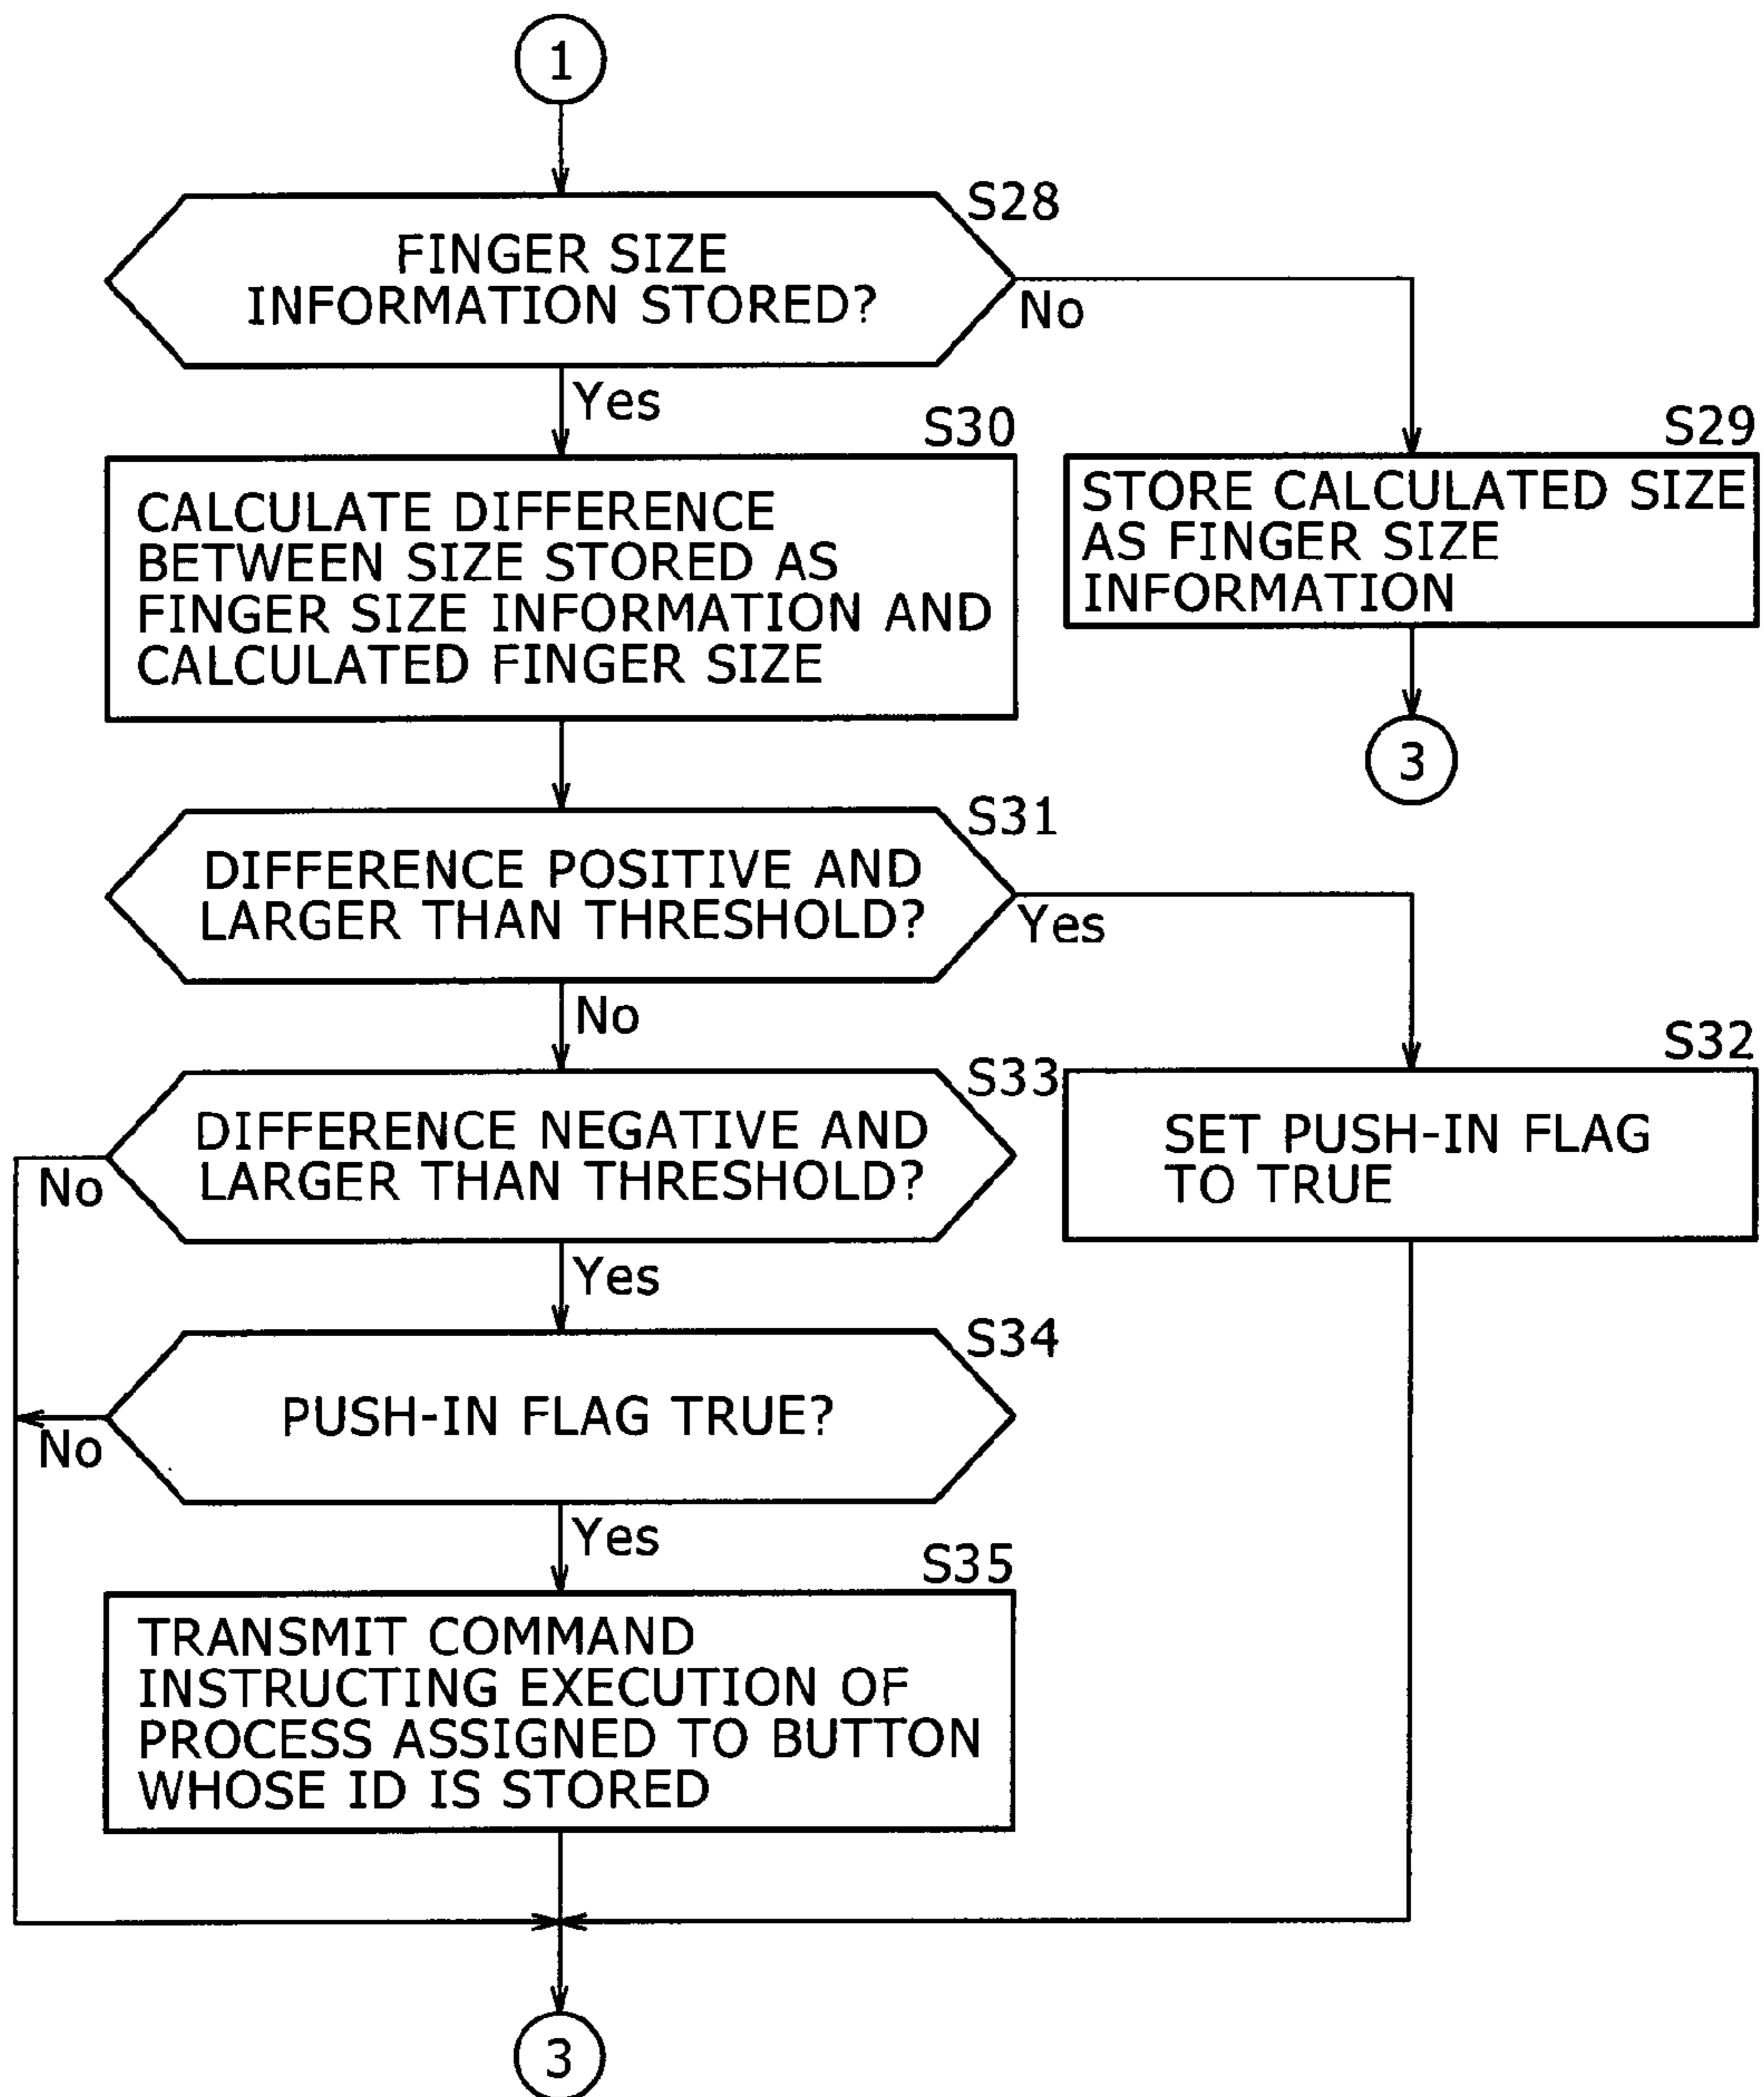 1
S28
FINGER SIZE
INFORMATION STORED?
No
Yes
S30
CALCULATE DIFFERENCE
BETWEEN SIZE STORED AS
FINGER SIZE INFORMATION AND
CALCULATED FINGER SIZE
S29
STORE CALCULATED SIZE
AS FINGER SIZE
INFORMATION
3
S31
DIFFERENCE POSITIVE AND
LARGER THAN THRESHOLD?
Yes
No
S33
DIFFERENCE NEGATIVE AND
LARGER THAN THRESHOLD?
No
Yes
S32
SET PUSH-IN FLAG
TO TRUE
S34
PUSH-IN FLAG TRUE?
No
Yes
S35
TRANSMIT COMMAND
INSTRUCTING EXECUTION OF
PROCESS ASSIGNED TO BUTTON
WHOSE ID IS STORED
3